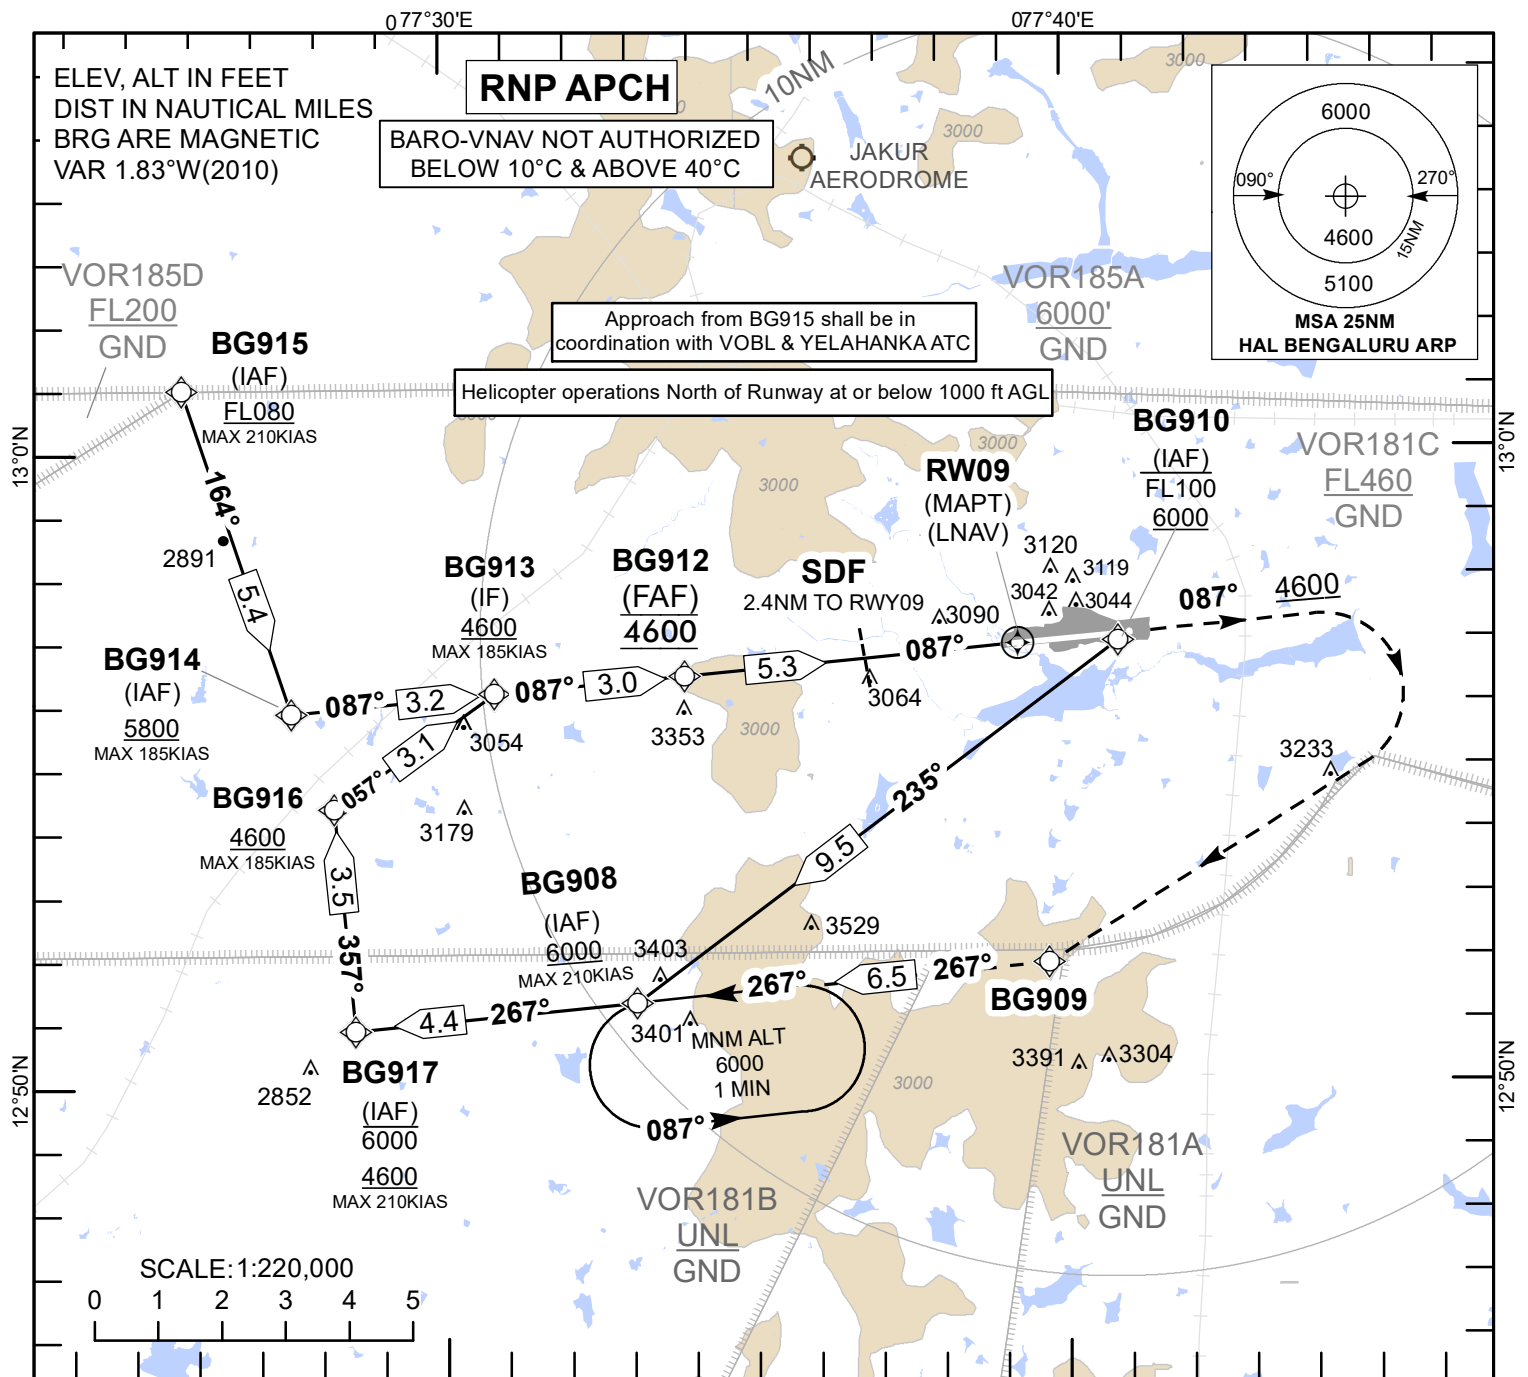 077°30'E
077°40'E
ELEV, ALT IN FEET
DIST IN NAUTICAL MILES
BRG ARE MAGNETIC
VAR 1.83°W(2010)
RNP APCH
BARO-VNAV NOT AUTHORIZED
BELOW 10°C & ABOVE 40°C
10NM
3000
3000
JAKUR
AERODROME
6000
090°
270°
4600
15NM
5100
MSA 25NM
HAL BENGALURU ARP
VOR185D
FL200
GND
VOR185A
6000'
GND
Approach from BG915 shall be in
coordination with VOBL & YELAHANKA ATC
Helicopter operations North of Runway at or below 1000 ft AGL
BG915
(IAF)
FL080
MAX 210KIAS
13°0'N
13°0'N
BG910
(IAF)
FL100
6000
VOR181C
FL460
GND
3000
3000
RW09
(MAPT)
(LNAV)
164°
2891
5.4
3120
3119
3042
3044
3090
BG913
(IF)
4600
MAX 185KIAS
BG912
(FAF)
4600
SDF
2.4NM TO RWY09
087°
4600
BG914
(IAF)
5800
MAX 185KIAS
087°
3.2
087°
3.0
5.3
087°
3064
3054
3353
3000
3233
057°
3.1
BG916
4600
MAX 185KIAS
3179
235°
9.5
3.5
357°
BG908
(IAF)
6000
MAX 210KIAS
3403
3529
267°
6.5
267°
BG909
4.4
267°
3401
MNM ALT
6000
1 MIN
087°
3391
3304
3000
2852
BG917
(IAF)
6000
4600
MAX 210KIAS
12°50'N
12°50'N
VOR181A
UNL
GND
VOR181B
UNL
GND
SCALE: 1:220,000
0 1 2 3 4 5